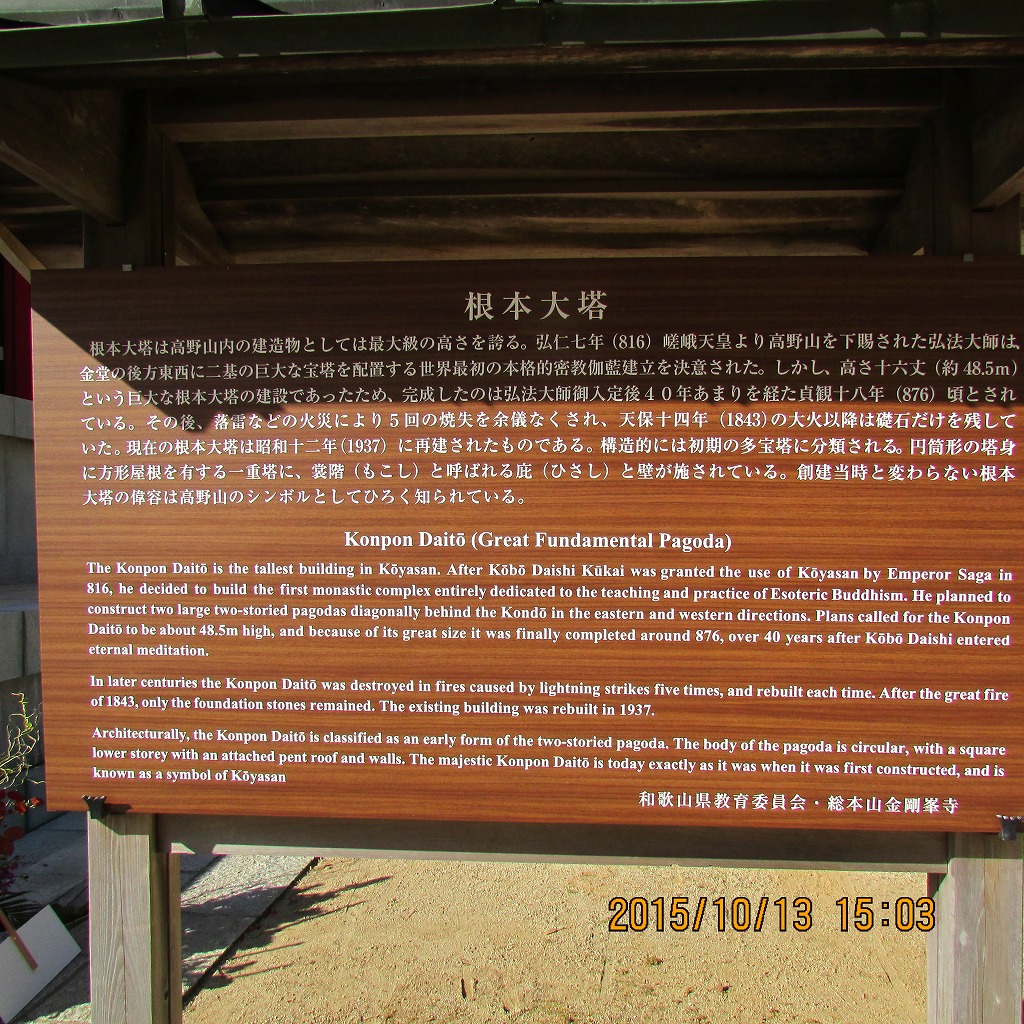 根本大塔
根本大塔は高野山内の建造物としては最大級の高さを誇る。弘仁七年（816）嵯峨天皇より高野山を下賜された弘法大師は、
金堂の後方東西に二基の巨大な宝塔を配置する世界最初の本格的密教伽藍建立を決意された。しかし、高さ十六丈（約 48.5m）
という巨大な根本大塔の建設であったため、完成したのは弘法大師御入定後４０年あまりを経た貞観十八年（876）頃とされ
ている。その後、落雷などの火災により５回の焼失を余儀なくされ、天保十四年（1843）の大火以降は礎石だけを残して
いた。現在の根本大塔は昭和十二年（1937）に再建されたものである。構造的には初期の多宝塔に分類される。円筒形の塔身
に方形屋根を有する一重塔に、裳階（もこし）と呼ばれる庇（ひさし）と壁が施されている。創建当時と変わらない根本
大塔の偉容は高野山のシンボルとしてひろく知られている。
Konpon Daitō (Great Fundamental Pagoda)
The Konpon Daitō is the tallest building in Kōyasan. After Kōbō Daishi Kūkai was granted the use of Kōyasan by Emperor Saga in
816, he decided to build the first monastic complex entirely dedicated to the teaching and practice of Esoteric Buddhism. He planned to
construct two large two-storied pagodas diagonally behind the Kondō in the eastern and western directions. Plans called for the Konpon
Daitō to be about 48.5m high, and because of its great size it was finally completed around 876, over 40 years after Kōbō Daishi entered
eternal meditation.
In later centuries the Konpon Daitō was destroyed in fires caused by lightning strikes five times, and rebuilt each time. After the great fire
of 1843, only the foundation stones remained. The existing building was rebuilt in 1937.
Architecturally, the Konpon Daitō is classified as an early form of the two-storied pagoda. The body of the pagoda is circular, with a square
lower storey with an attached pent roof and walls. The majestic Konpon Daitō is today exactly as it was when it was first constructed, and is
known as a symbol of Kōyasan
和歌山県教育委員会・総本山金剛峯寺
2015/10/13 15:03